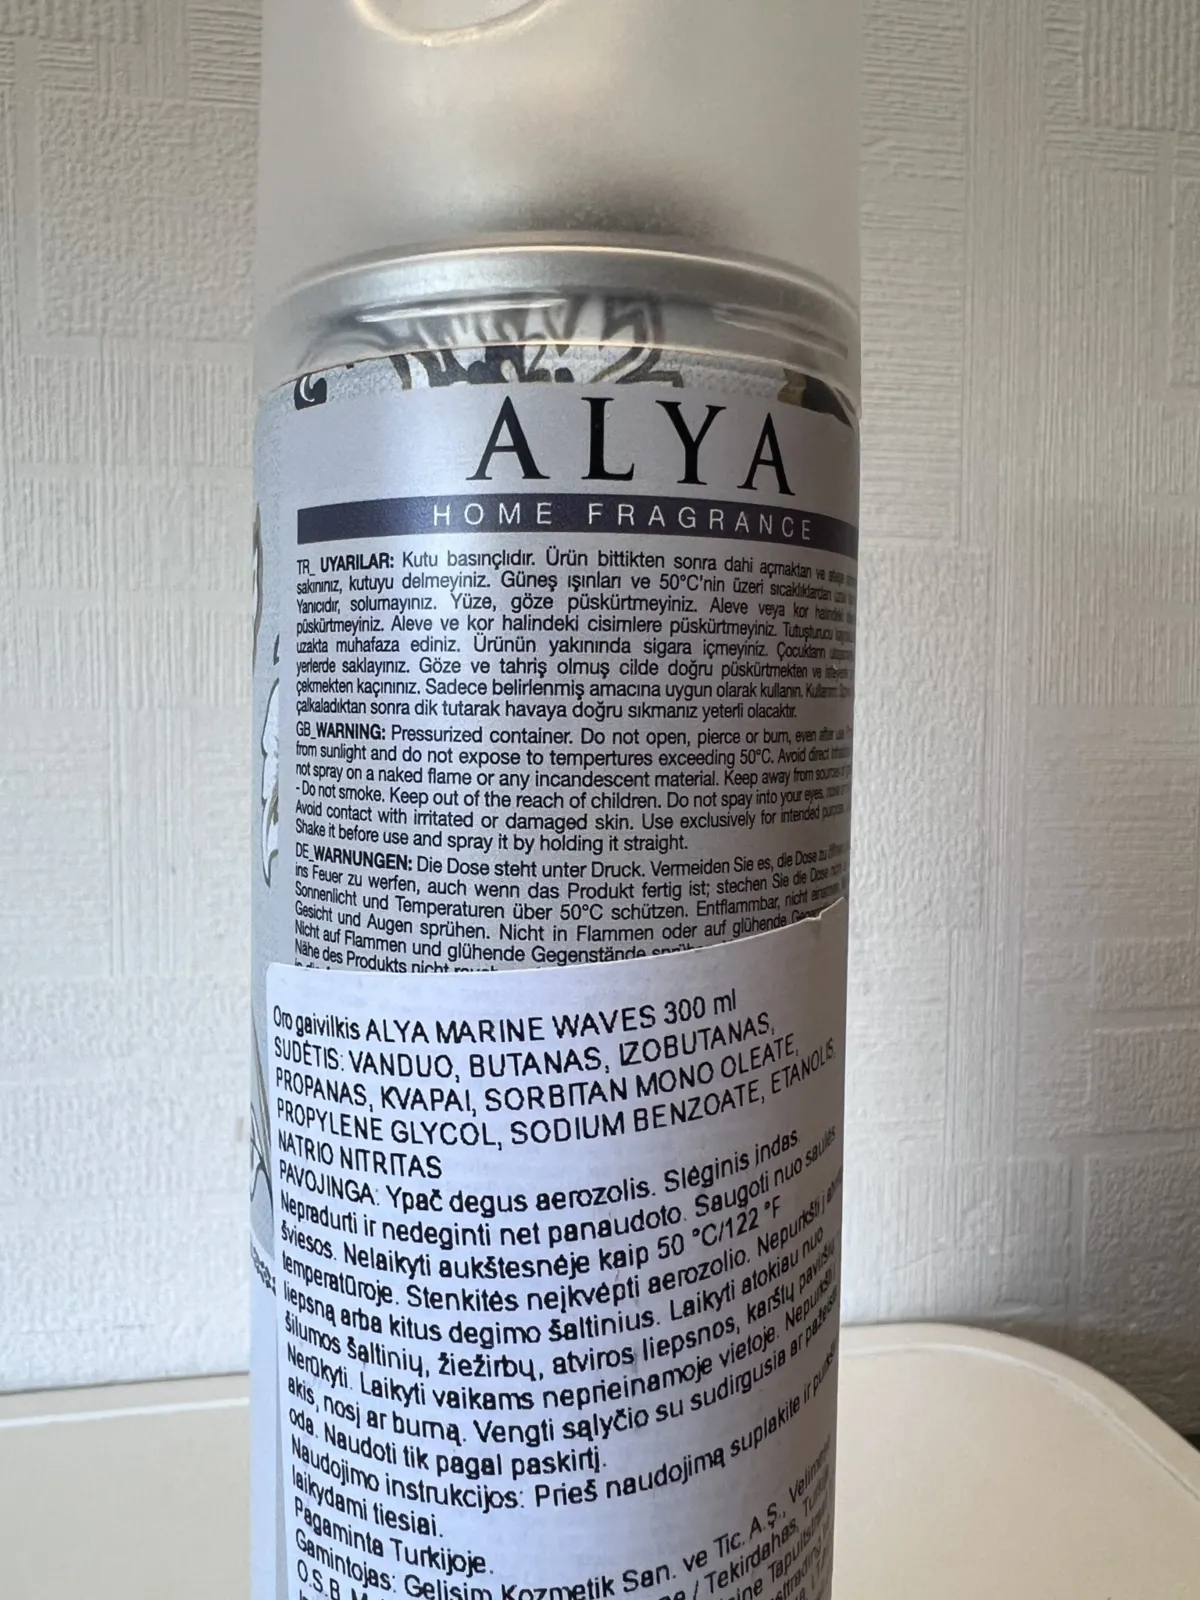 ALYA
HOME FRAGRANCE
TR_ UYARILAR: Kutu basınçlıdır. Ürün bittikten sonra dahi açmaktan ve
sakınınız, kutuyu delmeyiniz. Güneş ışınları ve 50°C'nin üzeri sıcaklıklardan
Yanıcıdır, solumayınız. Yüze, göze püskürtmeyiniz. Aleve veya kor halindeki
püskürtmeyiniz. Aleve ve kor halindeki cisimlere püskürtmeyiniz. Tutuşturucu
uzakta muhafaza ediniz. Ürünün yakınında sigara içmeyiniz. Çocukların
yerlerde saklayınız. Göze ve tahriş olmuş cilde doğru püskürtmekten ve
çekmekten kaçınınız. Sadece belirlenmiş amacına uygun olarak kullanın.
çalkaladıktan sonra dik tutarak havaya doğru sıkmanız yeterli olacaktır.
GB_WARNING: Pressurized container. Do not open, pierce or burn, even after use
from sunlight and do not expose to tempertures exceeding 50°C. Avoid direct
not spray on a naked flame or any incandescent material. Keep away from sources
- Do not smoke. Keep out of the reach of children. Do not spay into your eyes,
Avoid contact with irritated or damaged skin. Use exclusively for intended
Shake it before use and spray it by holding it straight.
DE_WARNUNGEN: Die Dose steht unter Druck. Vermeiden Sie es, die Dose zu
ins Feuer zu werfen, auch wenn das Produkt fertig ist; stechen Sie die Dose
Sonnenlicht und Temperaturen über 50°C schützen. Entflammbar, nicht
Gesicht und Augen sprühen. Nicht in Flammen oder auf glühende
Nicht auf Flammen und glühende Gegenstände
Nähe des Produkts nicht
Oro gaivilkis ALYA MARINE WAVES 300 ml
SUDĖTIS: VANDUO, BUTANAS, IZOBUTANAS,
PROPANAS, KVAPAI, SORBITAN MONO OLEATE,
PROPYLENE GLYCOL, SODIUM BENZOATE, ETANOLIS,
NATRIO NITRITAS
PAVOJINGA: Ypač degus aerozolis. Slėginis indas.
Nepradurti ir nedeginti net panaudoto. Saugoti nuo saulės
šviesos. Nelaikyti aukštesnėje kaip 50 °C/122 °F
temperatūroje. Stenkitės neįkvėpti aerozolio. Nepurkšti į
liepsną arba kitus degimo šaltinius. Laikyti atokiau nuo
šilumos šaltinių, žiežirbų, atviros liepsnos, karštų paviršių.
Nerūkyti. Laikyti vaikams neprieinamoje vietoje. Nepurkšti į
akis, nosį ar burną. Vengti sąlyčio su sudirgusia ar
oda. Naudoti tik pagal paskirtį.
Naudojimo instrukcijos: Prieš naudojimą suplakite ir
laikydami tiesiai.
Pagaminta Turkijoje.
Gamintojas: Gelişim Kozmetik San. ve Tic. A.Ş.,
O.S.B. / Tekirdahas,